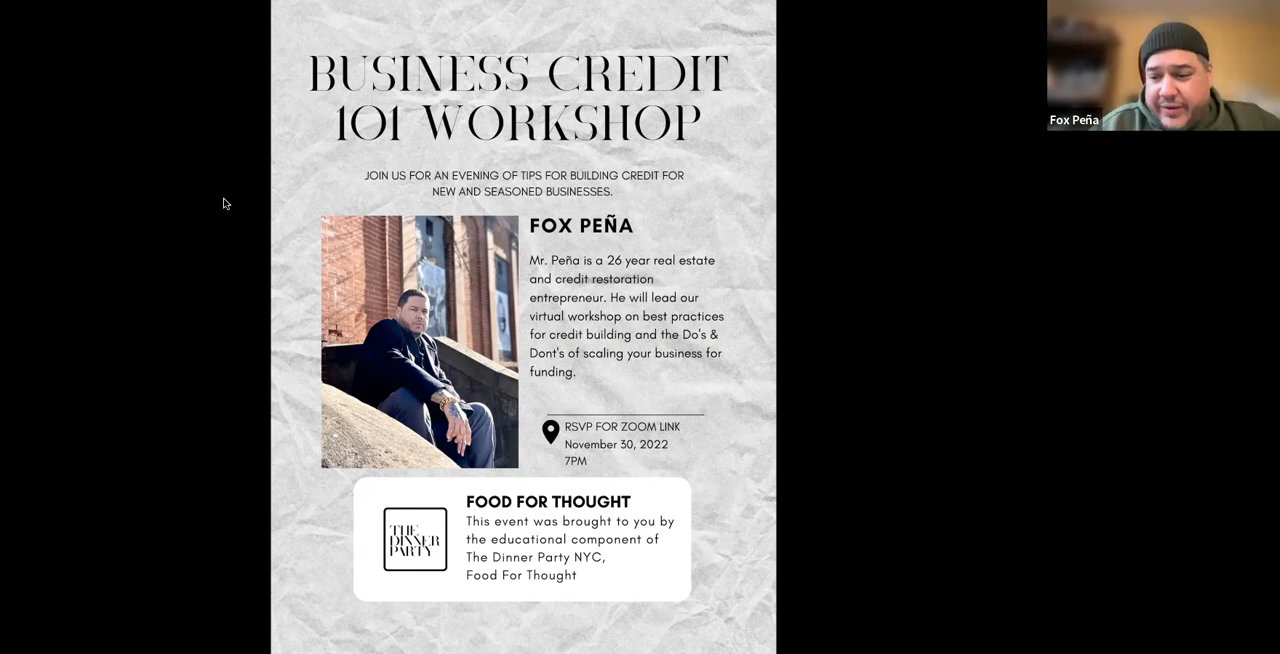 BUSINESS CREDIT
101 WORKSHOP
JOIN US FOR AN EVENING OF TIPS FOR BUILDING CREDIT FOR
NEW AND SEASONED BUSINESSES.
FOX PEÑA
Mr. Peña is a 26 year real estate
and credit restoration
entrepreneur. He will lead our
virtual workshop on best practices
for credit building and the Do's &
Dont's of scaling your business for
funding.
RSVP FOR ZOOM LINK
November 30, 2022
7PM
THE
DINNER
PARTY
FOOD FOR THOUGHT
This event was brought to you by
the educational component of
The Dinner Party NYC,
Food For Thought
Fox Peña